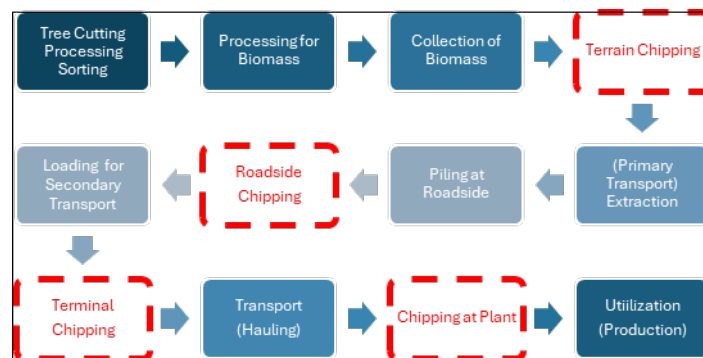 Tree Cutting
Processing
Sorting
Processing for
Biomass
Collection of
Biomass
Terrain Chipping
Loading for
Secondary
Transport
Roadside
Chipping
Piling at
Roadside
(Primary
Transport)
Extraction
Terminal
Chipping
Transport
(Hauling)
Chipping at Plant
Utiilization
(Production)